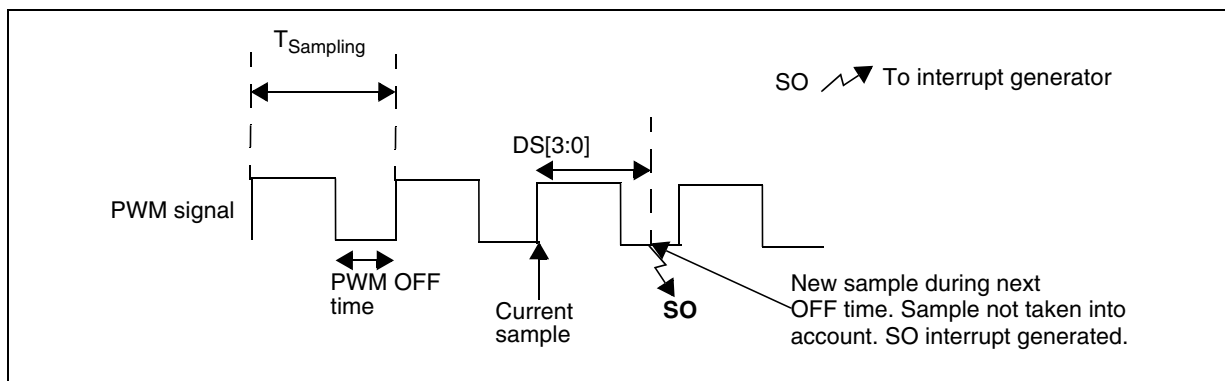 T_Sampling
SO To interrupt generator
DS[3:0]
PWM signal
PWM OFF
time
Current
sample
SO
New sample during next
OFF time. Sample not taken into
account. SO interrupt generated.